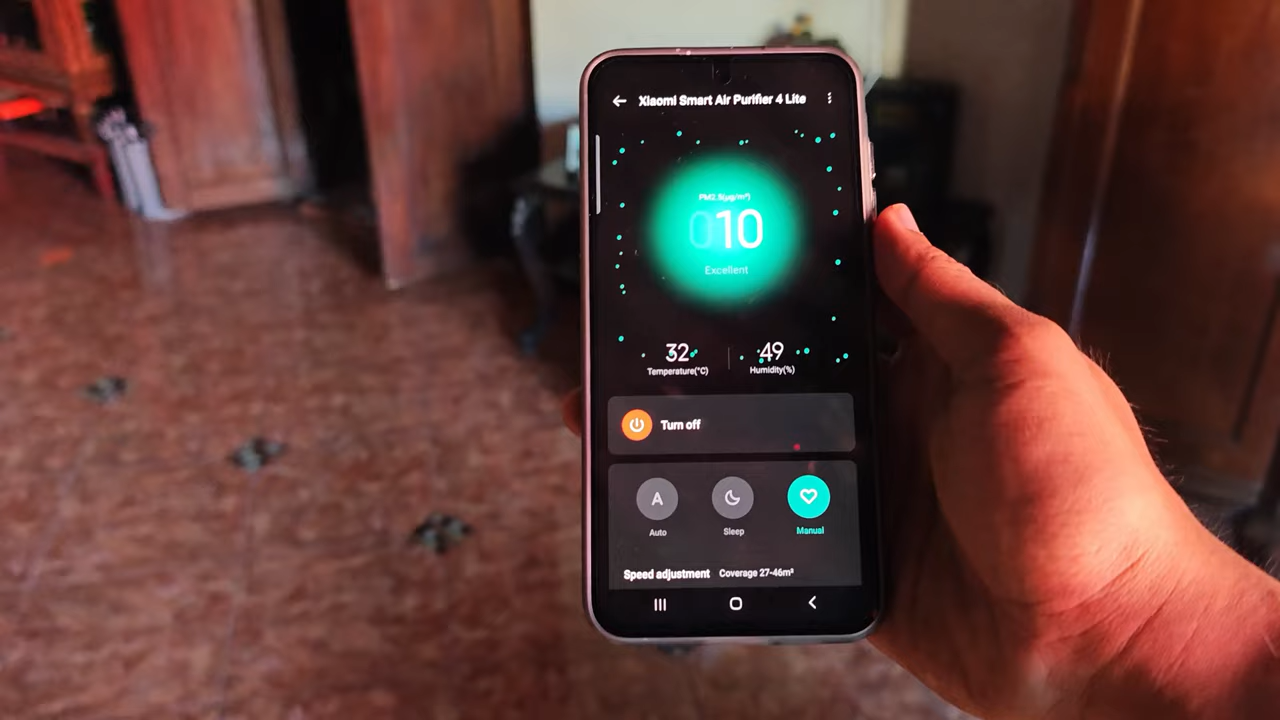 Xiaomi Smart Air Purifier 4 Lite
PM2.5(μg/m³)
010
Excellent
32 49
Temperature(°C) Humidity(%)
Turn off
A
Auto Sleep Manual
Speed adjustment Coverage 27-46m²